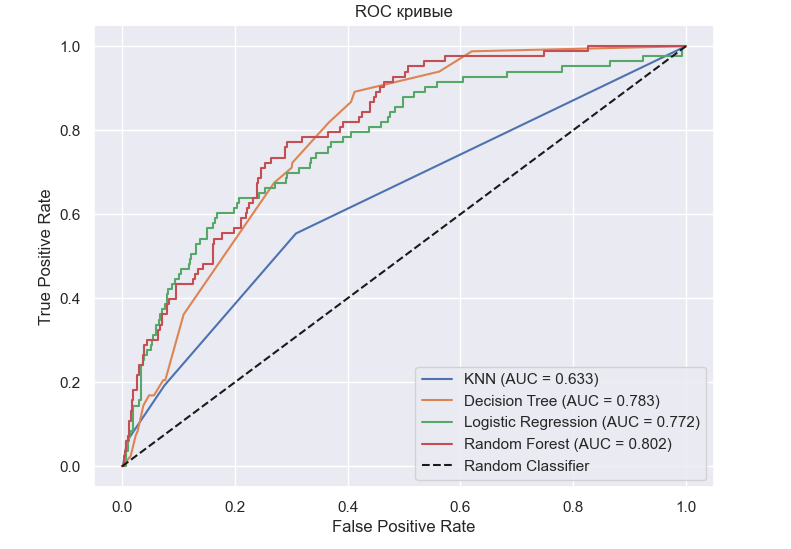 ROC кривые
True Positive Rate
1.0
0.8
0.6
0.4
0.2
0.0
0.0 0.2 0.4 0.6 0.8 1.0
False Positive Rate
KNN (AUC = 0.633)
Decision Tree (AUC = 0.783)
Logistic Regression (AUC = 0.772)
Random Forest (AUC = 0.802)
Random Classifier